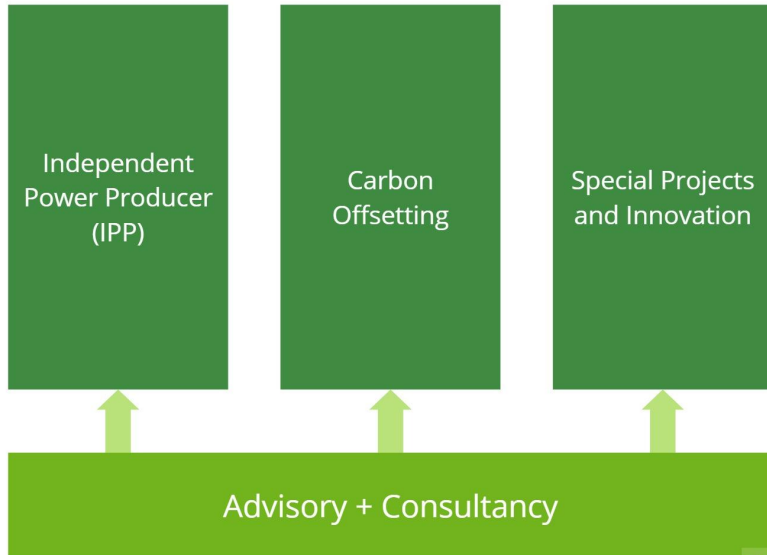 Independent
Power Producer
(IPP)
Carbon
Offsetting
Special Projects
and Innovation
Advisory + Consultancy